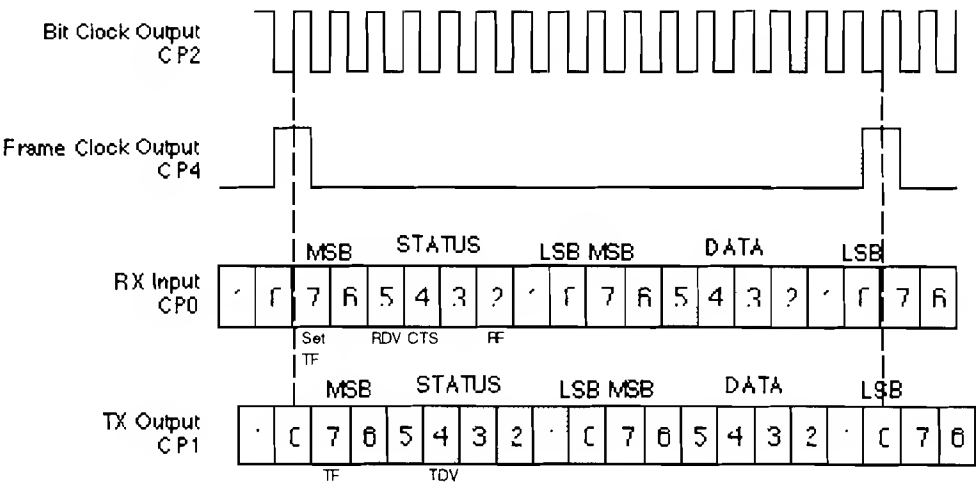 Bit Clock Output
CP2
Frame Clock Output
CP4
MSB STATUS LSB MSB DATA LSB
RX Input
CP0
7 6 5 4 3 2 7 6 5 4 3 2 7 6
Set RDV CTS RF
TF
MSB STATUS LSB MSB DATA LSB
TX Output
CP1
7 6 5 4 3 2 7 6 5 4 3 2 7 6
TF TDV